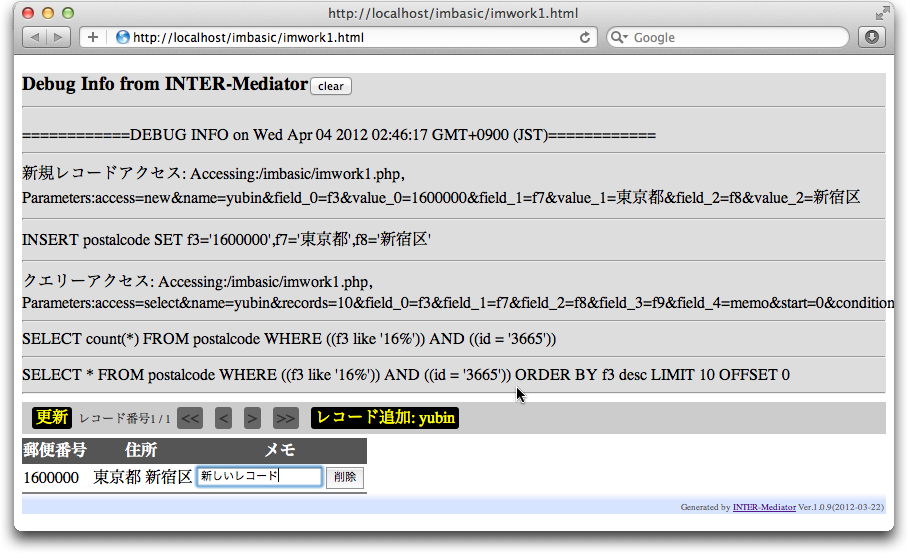 http://localhost/imbasic/imwork1.html
http://localhost/imbasic/imwork1.html
Google
Debug Info from INTER-Mediator clear
============DEBUG INFO on Wed Apr 04 2012 02:46:17 GMT+0900 (JST)============
新規レコードアクセス: Accessing:/imbasic/imwork1.php,
Parameters:access=new&name=yubin&field_0=f3&value_0=1600000&field_1=f7&value_1=東京都&field_2=f8&value_2=新宿区
INSERT postalcode SET f3='1600000',f7='東京都',f8='新宿区'
クエリーアクセス: Accessing:/imbasic/imwork1.php,
Parameters:access=select&name=yubin&records=10&field_0=f3&field_1=f7&field_2=f8&field_3=f9&field_4=memo&start=0&condition
SELECT count(*) FROM postalcode WHERE ((f3 like '16%')) AND ((id = '3665'))
SELECT * FROM postalcode WHERE ((f3 like '16%')) AND ((id = '3665')) ORDER BY f3 desc LIMIT 10 OFFSET 0
更新 レコード番号1 / 1 << < > >> レコード追加: yubin
郵便番号 住所 メモ
1600000 東京都 新宿区 新しいレコード 削除
Generated by INTER-Mediator Ver.1.0.9(2012-03-22)